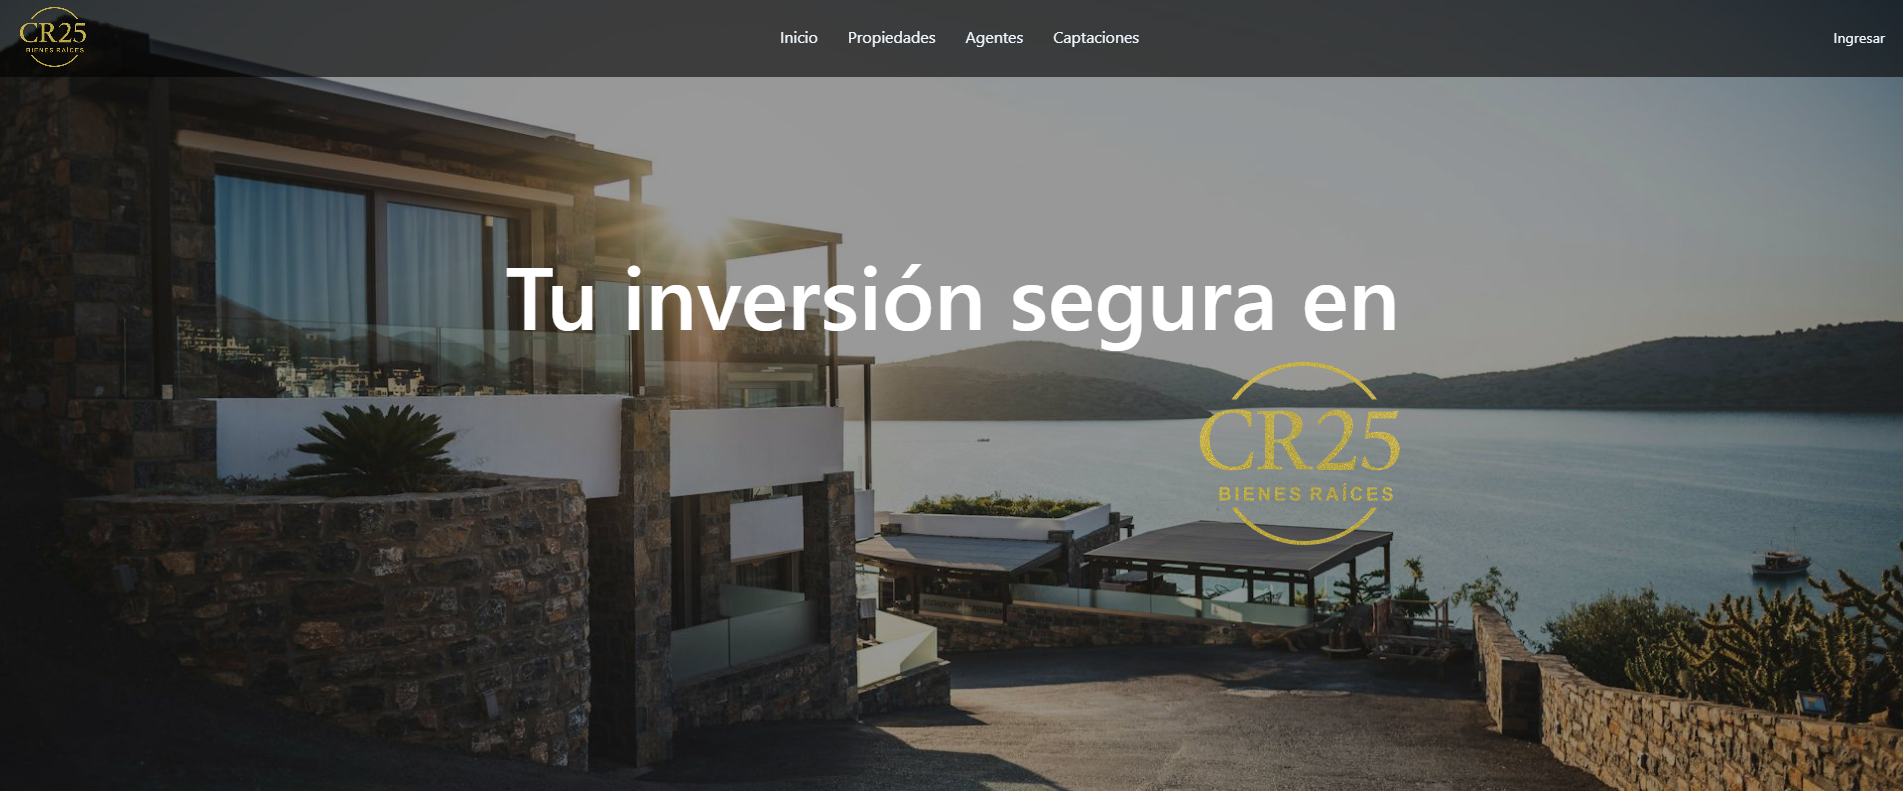 CR25
BIENES RAÍCES
Inicio
Propiedades
Agentes
Captaciones
Ingresar
Tu inversión segura en
CR25
BIENES RAÍCES